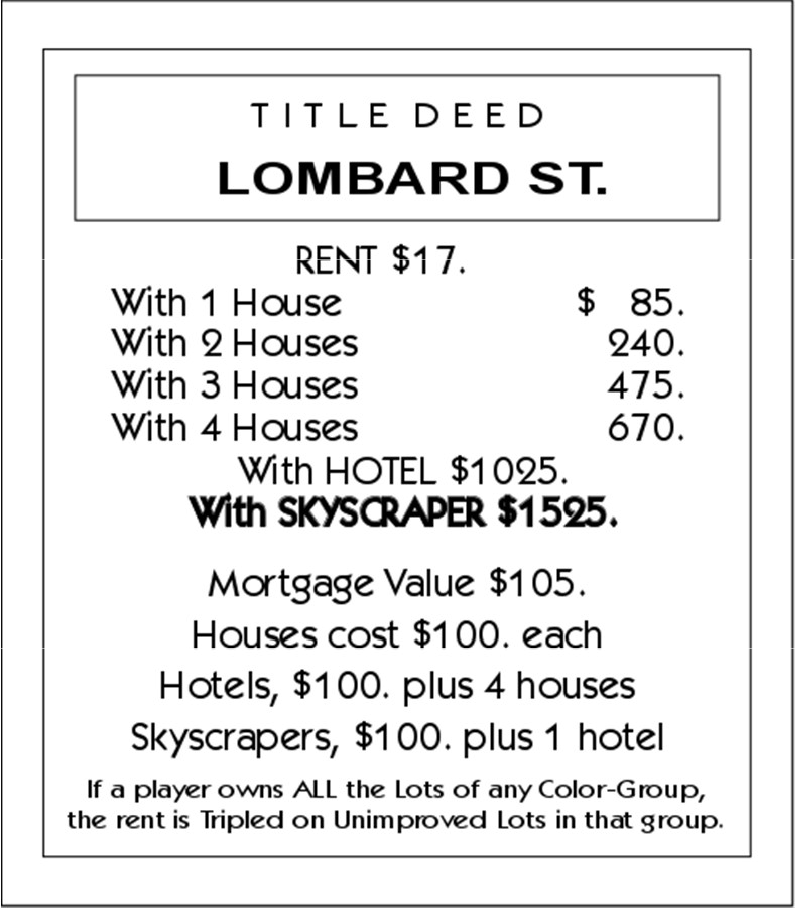 TITLE DEED
LOMBARD ST.
RENT $17.
With 1 House $ 85.
With 2 Houses 240.
With 3 Houses 475.
With 4 Houses 670.
With HOTEL $1025.
With SKYSCRAPER $1525.
Mortgage Value $105.
Houses cost $100. each
Hotels, $100. plus 4 houses
Skyscrapers, $100. plus 1 hotel
If a player owns ALL the Lots of any Color-Group,
the rent is Tripled on Unimproved Lots in that group.